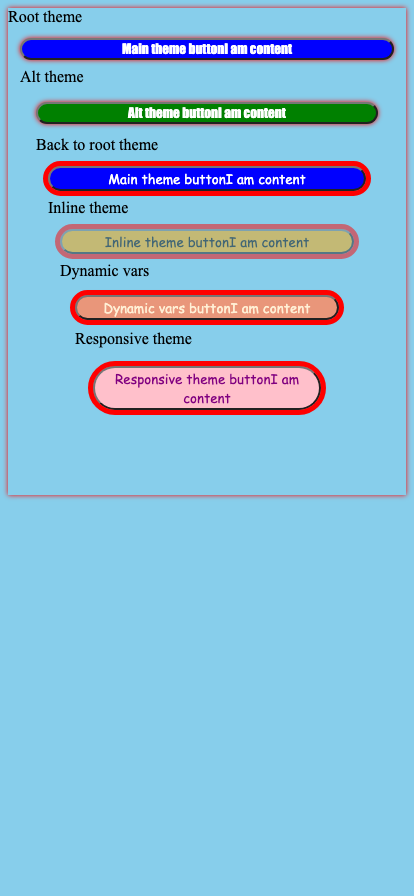 Root theme
Main theme buttonI am content
Alt theme
Alt theme buttonI am content
Back to root theme
Main theme buttonI am content
Inline theme
Inline theme buttonI am content
Dynamic vars
Dynamic vars buttonI am content
Responsive theme
Responsive theme buttonI am
content